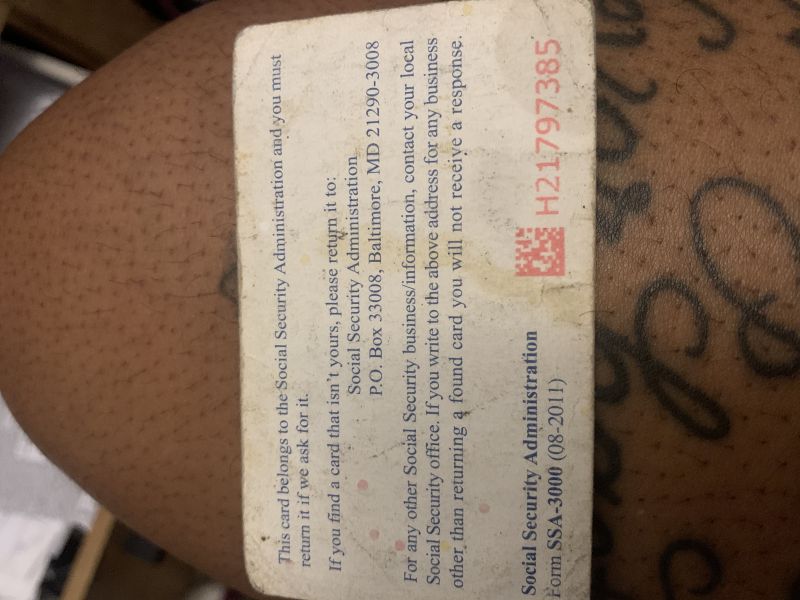 This card belongs to the Social Security Administration and you must
return it if we ask for it.
If you find a card that isn't yours, please return it to:
Social Security Administration
P.O. Box 33008, Baltimore, MD 21290-3008
For any other Social Security business/information, contact your local
Social Security office. If you write to the above address for any business
other than returning a found card you will not receive a response.
Social Security Administration
Form SSA-3000 (08-2011)
H21797385